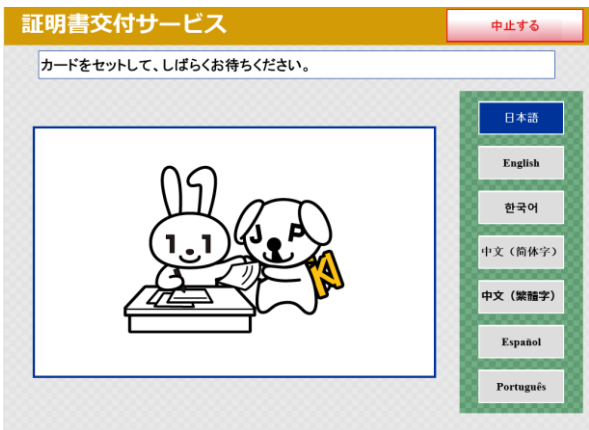 証明書交付サービス
中止する
カードをセットして、しばらくお待ちください。
日本語
English
한국어
中文（简体字）
中文（繁體字）
Español
Português
1 1
J P